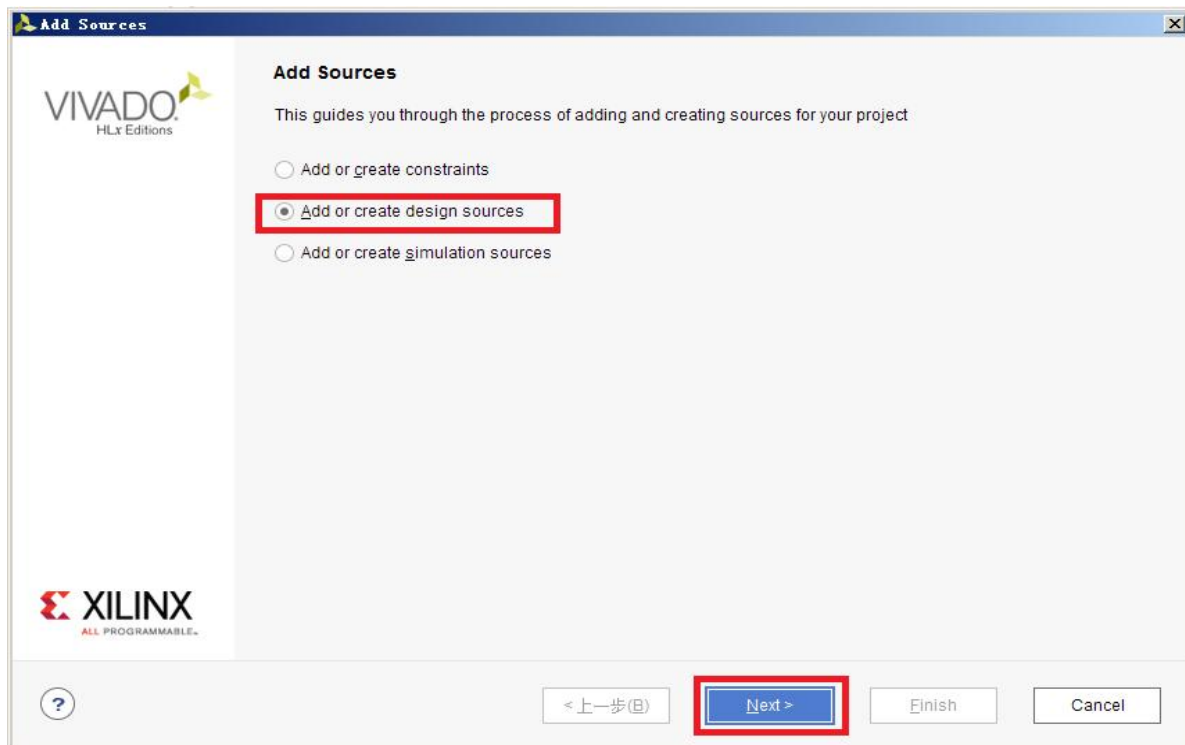 Add Sources
VIVADO.
HLx Editions
Add Sources
This guides you through the process of adding and creating sources for your project
Add or create constraints
Add or create design sources
Add or create simulation sources
XILINX
ALL PROGRAMMABLE.
?
<上一步(B)
Next >
Finish
Cancel